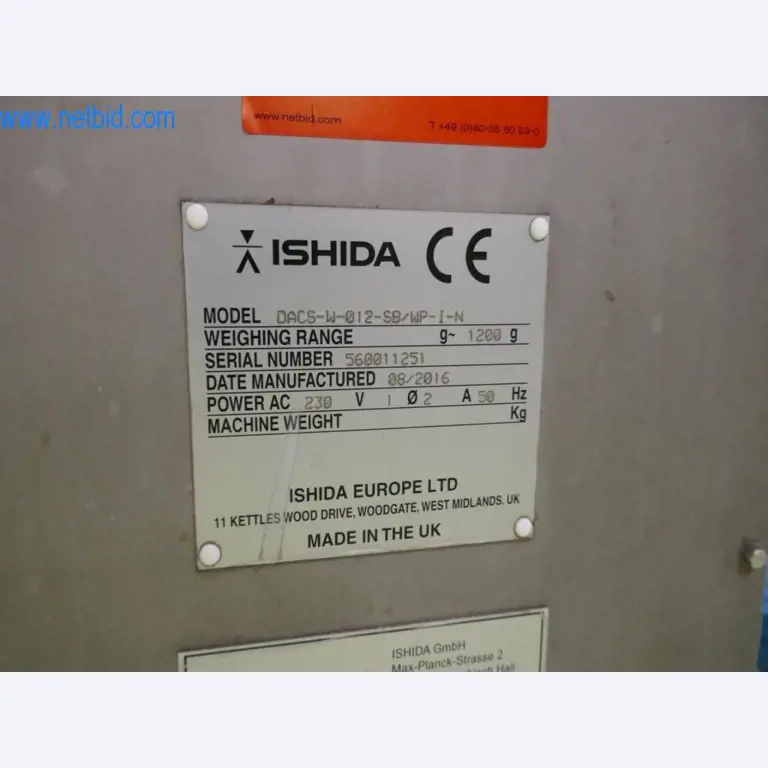 www.netbid.com
www.netbid.com T +49 (0)40-35 50 59-0
ISHIDA CE
MODEL DACS-W-012-SB/WP-I-N
WEIGHING RANGE g~ 1200 g
SERIAL NUMBER 560011251
DATE MANUFACTURED 08/2016
POWER AC 230 V 1 Ø 2 A 50 Hz
MACHINE WEIGHT Kg
ISHIDA EUROPE LTD
11 KETTLES WOOD DRIVE, WOODGATE, WEST MIDLANDS. UK
MADE IN THE UK
ISHIDA GmbH
Max-Planck-Strasse 2
Hall